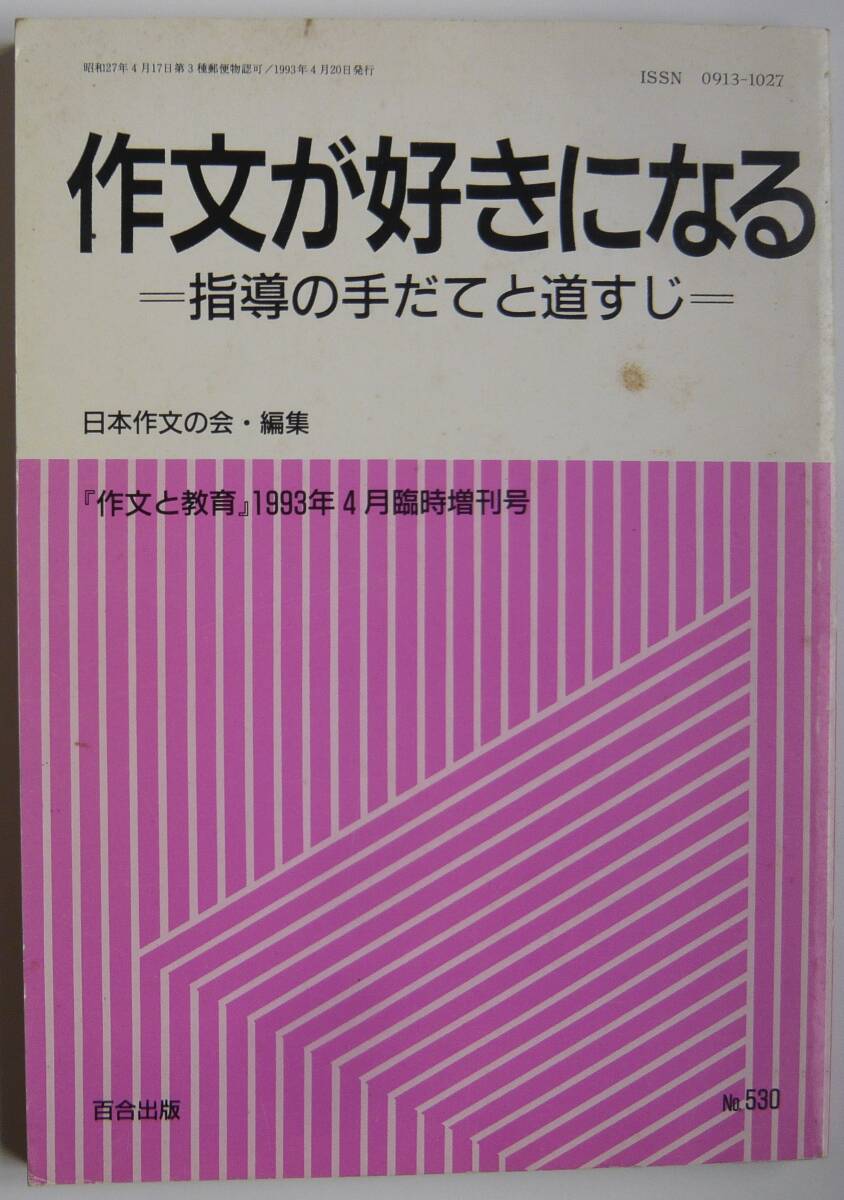 昭和27年4月17日第3種郵便物認可/1993年4月20日発行
ISSN 0913-1027
作文が好きになる
=指導の手だてと道すじ=
日本作文の会・編集
『作文と教育』1993年4月臨時増刊号
百合出版
No.530